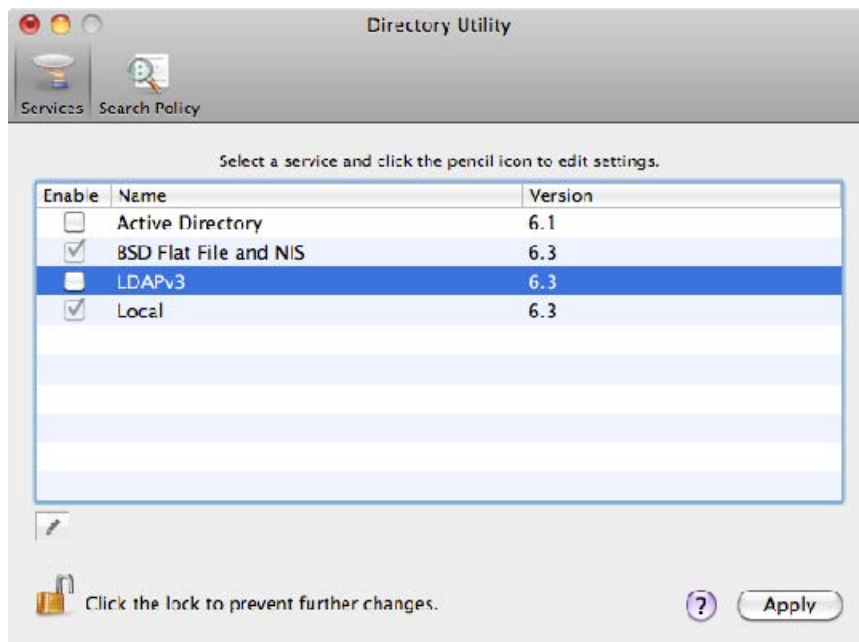 Directory Utility
Services Search Policy
Select a service and click the pencil icon to edit settings.
Enable Name Version
Active Directory 6.1
BSD Flat File and NIS 6.3
LDAPv3 6.3
Local 6.3
Click the lock to prevent further changes.
? Apply